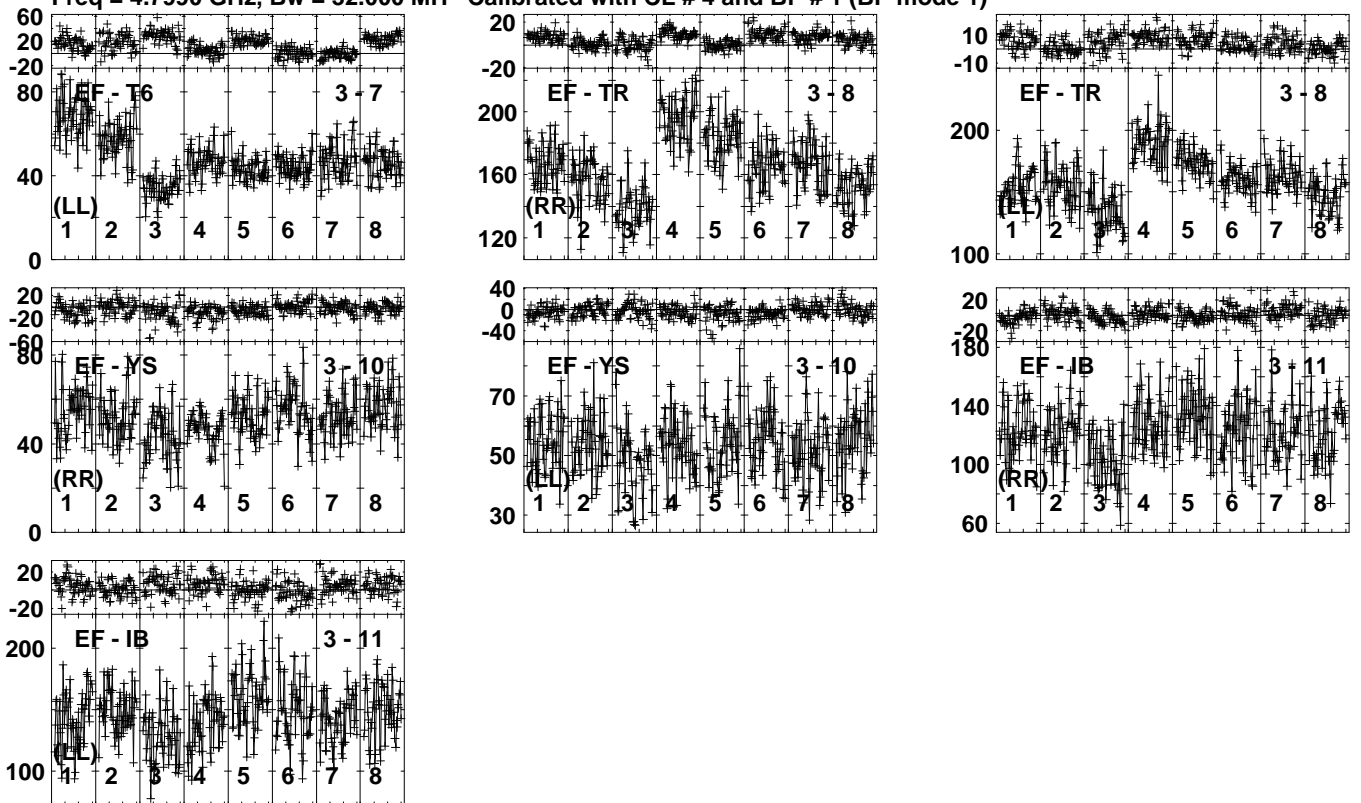 Freq = 4.7990 GHz, Bw = 32.000 MH Calibrated with CL # 4 and BP # 1 (BP mode 1)
60
20
-20
EF - T6 3 - 7
80
40
0
(LL)
1 2 3 4 5 6 7 8
20
-20
EF - TR 3 - 8
200
160
120
(RR)
1 2 3 4 5 6 7 8
10
-10
EF - TR 3 - 8
200
100
(LL)
1 2 3 4 5 6 7 8
20
-20
-60
EF - YS 3 - 10
80
40
0
(RR)
1 2 3 4 5 6 7 8
40
0
-40
EF - YS 3 - 10
70
50
30
(LL)
1 2 3 4 5 6 7 8
20
-20
EF - IB 3 - 11
180
140
100
60
(RR)
1 2 3 4 5 6 7 8
20
-20
EF - IB 3 - 11
200
100
(LL)
1 2 3 4 5 6 7 8